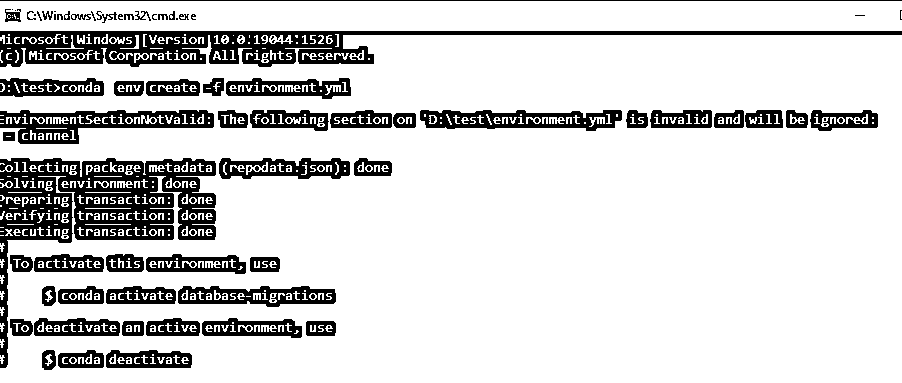 C:\Windows\System32\cmd.exe
Microsoft Windows [Version 10.0.19044.1526]
(c) Microsoft Corporation. All rights reserved.
D:\test>conda  env create -f environment.yml
EnvironmentSectionNotValid: The following section on 'D:\test\environment.yml' is invalid and will be ignored:
 - channel
Collecting package metadata (repodata.json): done
Solving environment: done
Preparing transaction: done
Verifying transaction: done
Executing transaction: done
#
# To activate this environment, use
#
#     $ conda activate database-migrations
#
# To deactivate an active environment, use
#
#     $ conda deactivate